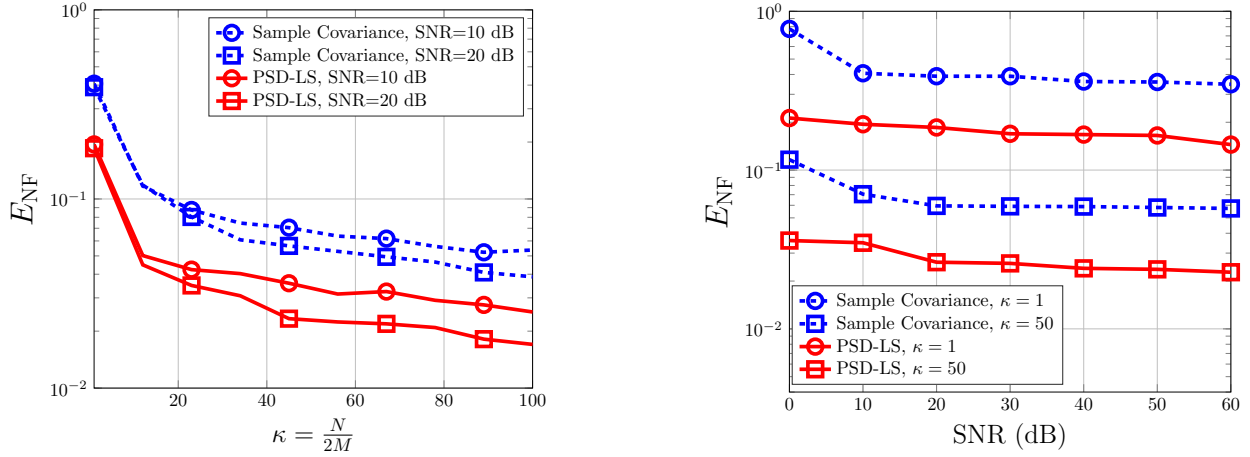 10^0
10^{-1}
10^{-2}
E_NF
20
40
60
80
100
κ = N/2M
Sample Covariance, SNR=10 dB
Sample Covariance, SNR=20 dB
PSD-LS, SNR=10 dB
PSD-LS, SNR=20 dB
10^0
10^{-1}
10^{-2}
E_NF
0
10
20
30
40
50
60
SNR (dB)
Sample Covariance, κ = 1
Sample Covariance, κ = 50
PSD-LS, κ = 1
PSD-LS, κ = 50